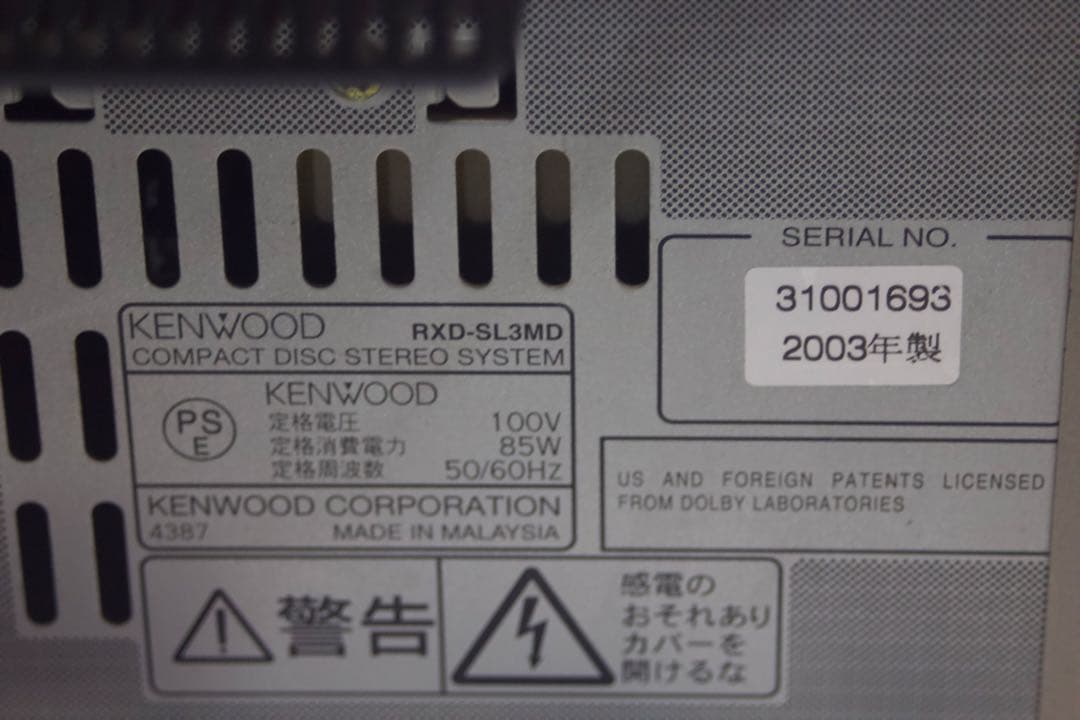 SERIAL NO.
31001693
2003年製
KENWOOD RXD-SL3MD
COMPACT DISC STEREO SYSTEM
KENWOOD
PS
E
定格電圧 100V
定格消費電力 85W
定格周波数 50/60Hz
KENWOOD CORPORATION
4387 MADE IN MALAYSIA
US AND FOREIGN PATENTS LICENSED
FROM DOLBY LABORATORIES
警告
感電の
おそれあり
カバーを
開けるな